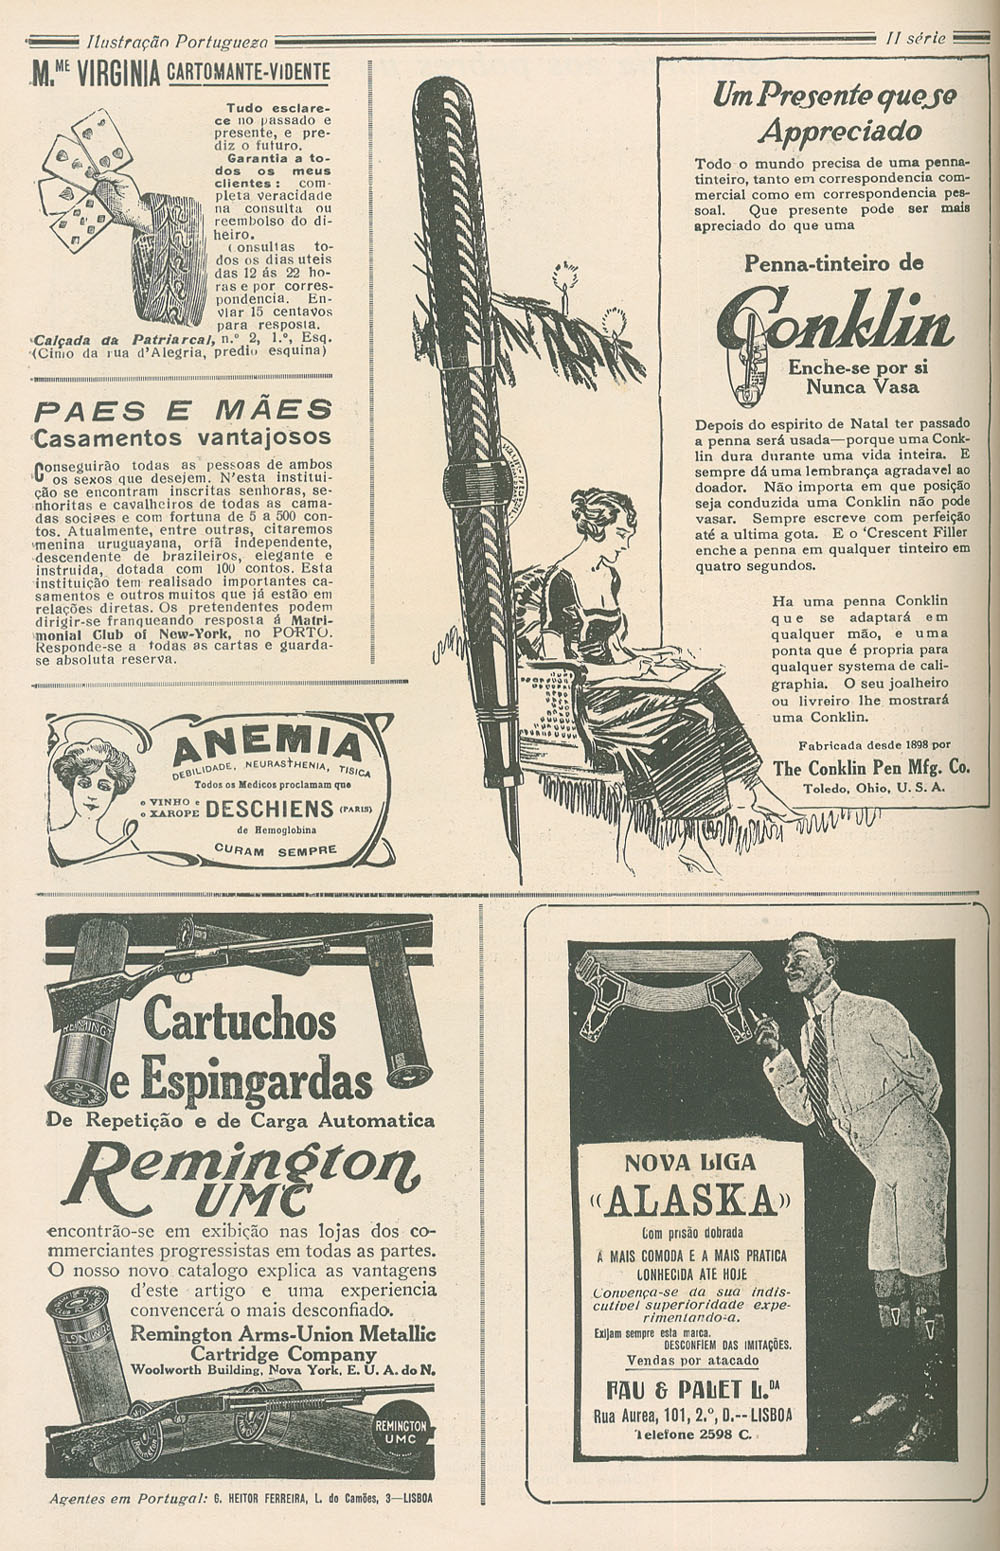 Ilustração Portugueza
II série
M.ME VIRGINIA CARTOMANTE-VIDENTE
Tudo esclare-
ce no passado e
presente, e pre-
diz o futuro.
Garantia a to-
dos os meus
clientes: com-
pleta veracidade
na consulta ou
reembolso do di-
heiro.
Consultas to-
dos os dias uteis
das 12 ás 22 ho-
ras e por corres-
pondencia. En-
viar 15 centavos
para resposta.
Calçada da Patriarcal, n.º 2, 1.º, Esq.
(Cimo da rua d'Alegria, predio esquina)
PAES E MÃES
Casamentos vantajosos
Conseguirão todas as pessoas de ambos
os sexos que desejem. N'esta institui-
ção se encontram inscritas senhoras, se-
nhoritas e cavalheiros de todas as cama-
das sociees e com fortuna de 5 a 500 con-
tos. Atualmente, entre outras, citaremos
menina uruguayana, orfã independente,
descendente de brazileiros, elegante e
instruida, dotada com 100 contos. Esta
instituição tem realisado importantes ca-
samentos e outros muitos que já estão em
relações diretas. Os pretendentes podem
dirigir-se franqueando resposta á Matri-
monial Club of New-York, no PORTO.
Responde-se a todas as cartas e guarda-
se absoluta reserva.
ANEMIA
DEBILIDADE, NEURASTHENIA, TISICA
Todos os Medicos proclamam que
o VINHO e
o XAROPE DESCHIENS (PARIS)
de Hemoglobina
CURAM SEMPRE
Um Presente que se
Appreciado
Todo o mundo precisa de uma penna-
tinteiro, tanto em correspondencia com-
mercial como em correspondencia pes-
soal. Que presente pode ser mais
apreciado do que uma
Penna-tinteiro de
Conklin
Enche-se por si
Nunca Vasa
Depois do espirito de Natal ter passado
a penna será usada—porque uma Conk-
lin dura durante uma vida inteira. E
sempre dá uma lembrança agradavel ao
doador. Não importa em que posição
seja conduzida uma Conklin não pode
vasar. Sempre escreve com perfeição
até a ultima gota. E o 'Crescent Filler
enche a penna em qualquer tinteiro em
quatro segundos.
Ha uma penna Conklin
que se adaptará em
qualquer mão, e uma
ponta que é propria para
qualquer systema de cali-
graphia. O seu joalheiro
ou livreiro lhe mostrará
uma Conklin.
Fabricada desde 1898 por
The Conklin Pen Mfg. Co.
Toledo, Ohio, U. S. A.
Cartuchos
e Espingardas
De Repetição e de Carga Automatica
Remington
UMC
encontrão-se em exibição nas lojas dos co-
mmerciantes progressistas em todas as partes.
O nosso novo catalogo explica as vantagens
d'este artigo e uma experiencia
convencerá o mais desconfiado.
Remington Arms-Union Metallic
Cartridge Company
Woolworth Building, Nova York, E. U. A. do N.
REMINGTON
UMC
Agentes em Portugal: G. HEITOR FERREIRA, L. do Camões, 3—LISBOA
NOVA LIGA
«ALASKA»
Com prisão dobrada
A MAIS COMODA E A MAIS PRATICA
CONHECIDA ATE HOJE
Convença-se da sua indis-
cutivel superioridade expe-
rimentando-a.
Exijam sempre esta marca.
DESCONFIEM DAS IMITAÇÕES.
Vendas por atacado
FAU & PALET L.DA
Rua Aurea, 101, 2.º, D.--LISBOA
Telefone 2598 C.